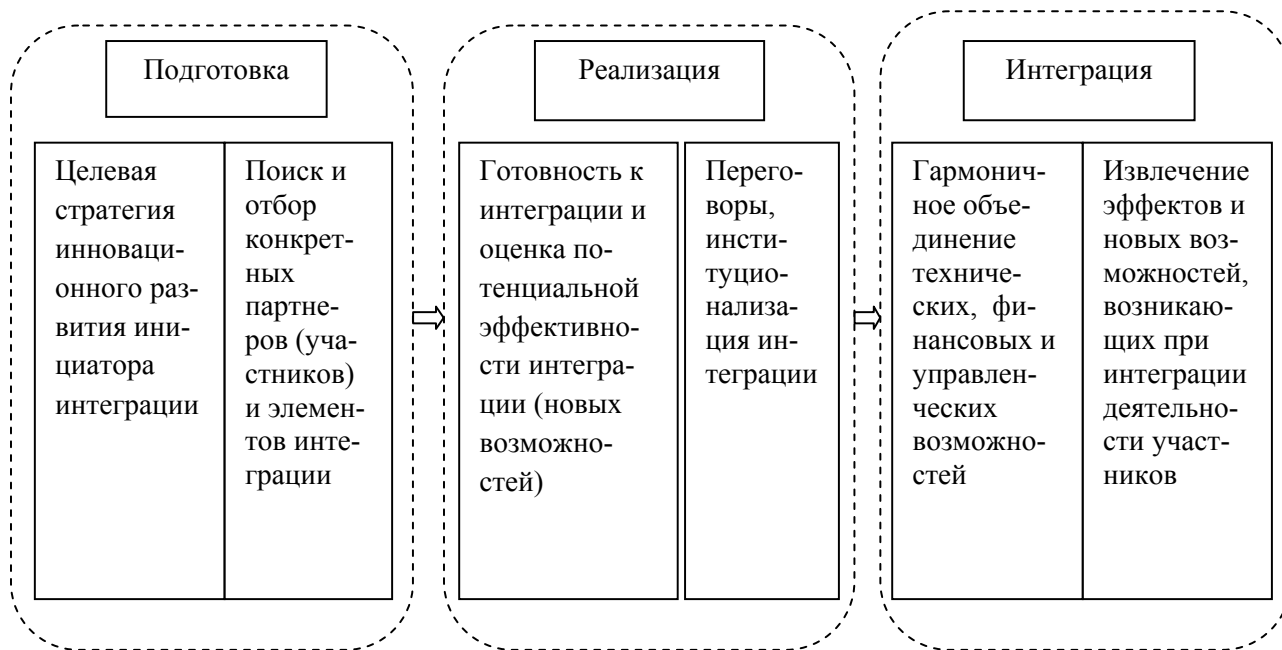 Подготовка
Целевая
стратегия
инноваци-
онного раз-
вития ини-
циатора
интеграции
Поиск и
отбор
конкрет-
ных
партне-
ров (уча-
стников)
и элемен-
тов инте-
грации
Реализация
Готовность к
интеграции и
оценка по-
тенциальной
эффективно-
сти интегра-
ции (новых
возможно-
стей)
Перего-
воры,
инсти-
туцио-
нализа-
ция ин-
теграции
Интеграция
Гармонич-
ное объе-
динение
техниче-
ских, фи-
нансовых и
управлен-
ческих
возможно-
стей
Извлечение
эффектов и
новых воз-
можностей,
возникаю-
щих при
интеграции
деятельно-
сти участ-
ников